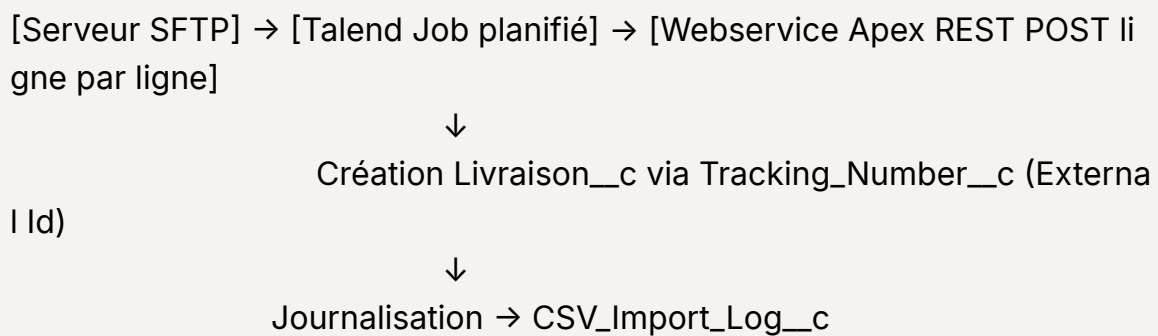 [Serveur SFTP] → [Talend Job planifié] → [Webservice Apex REST POST li
gne par ligne]
↓
Création Livraison__c via Tracking_Number__c (Externa
l Id)
↓
Journalisation → CSV_Import_Log__c